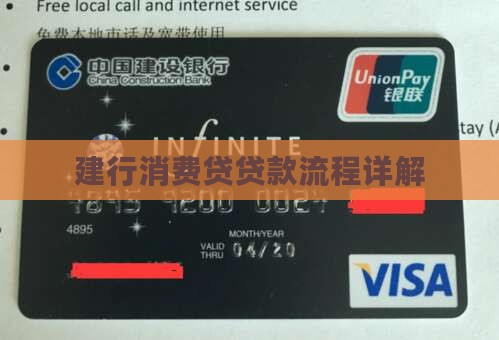 Free local call and internet service
免费本地市话及宽带使用
中国建设银行
China Construction Bank
UnionPay
银联
INFINITE
stay (A
建行消费贷贷款流程详解
4895
MONTH/YEAR
VALID THRU 04/20
VISA